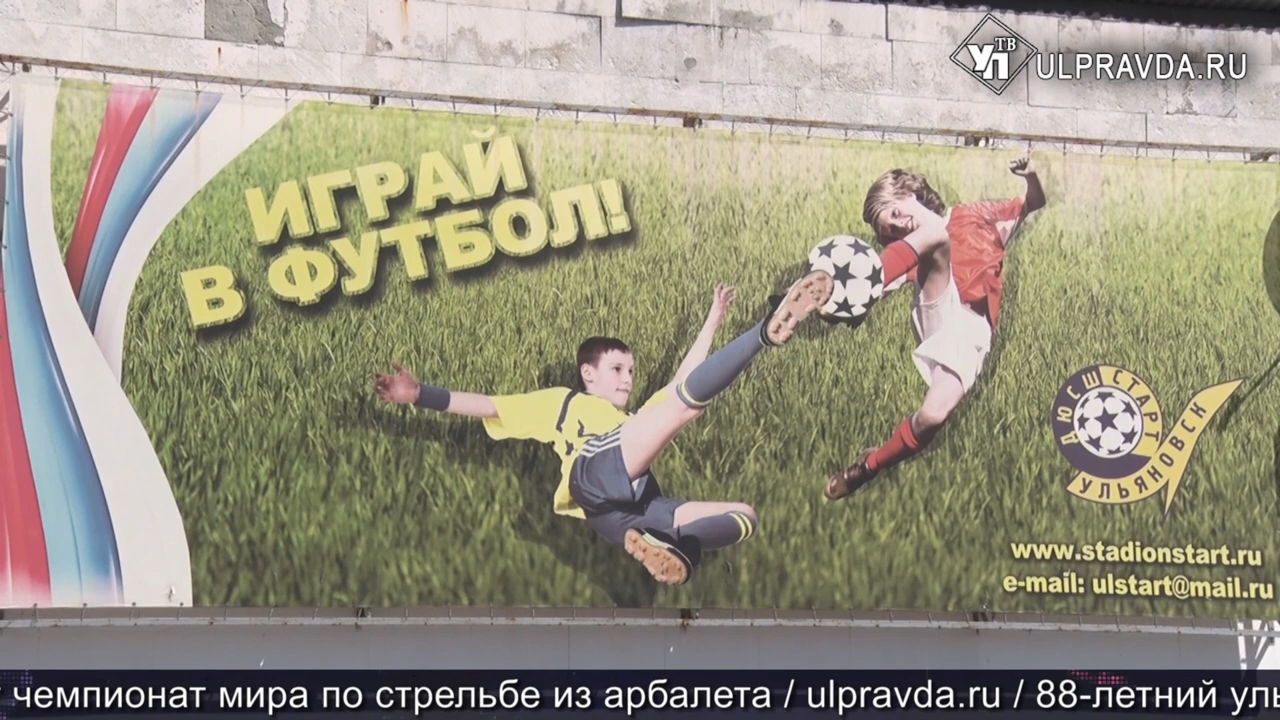 УП ТВ ULPRAVDA.RU
ИГРАЙ
В ФУТБОЛ!
ДЮСШ СТАРТ
УЛЬЯНОВСК
www.stadionstart.ru
e-mail: ulstart@mail.ru
чемпионат мира по стрельбе из арбалета / ulpravda.ru / 88-летний уль